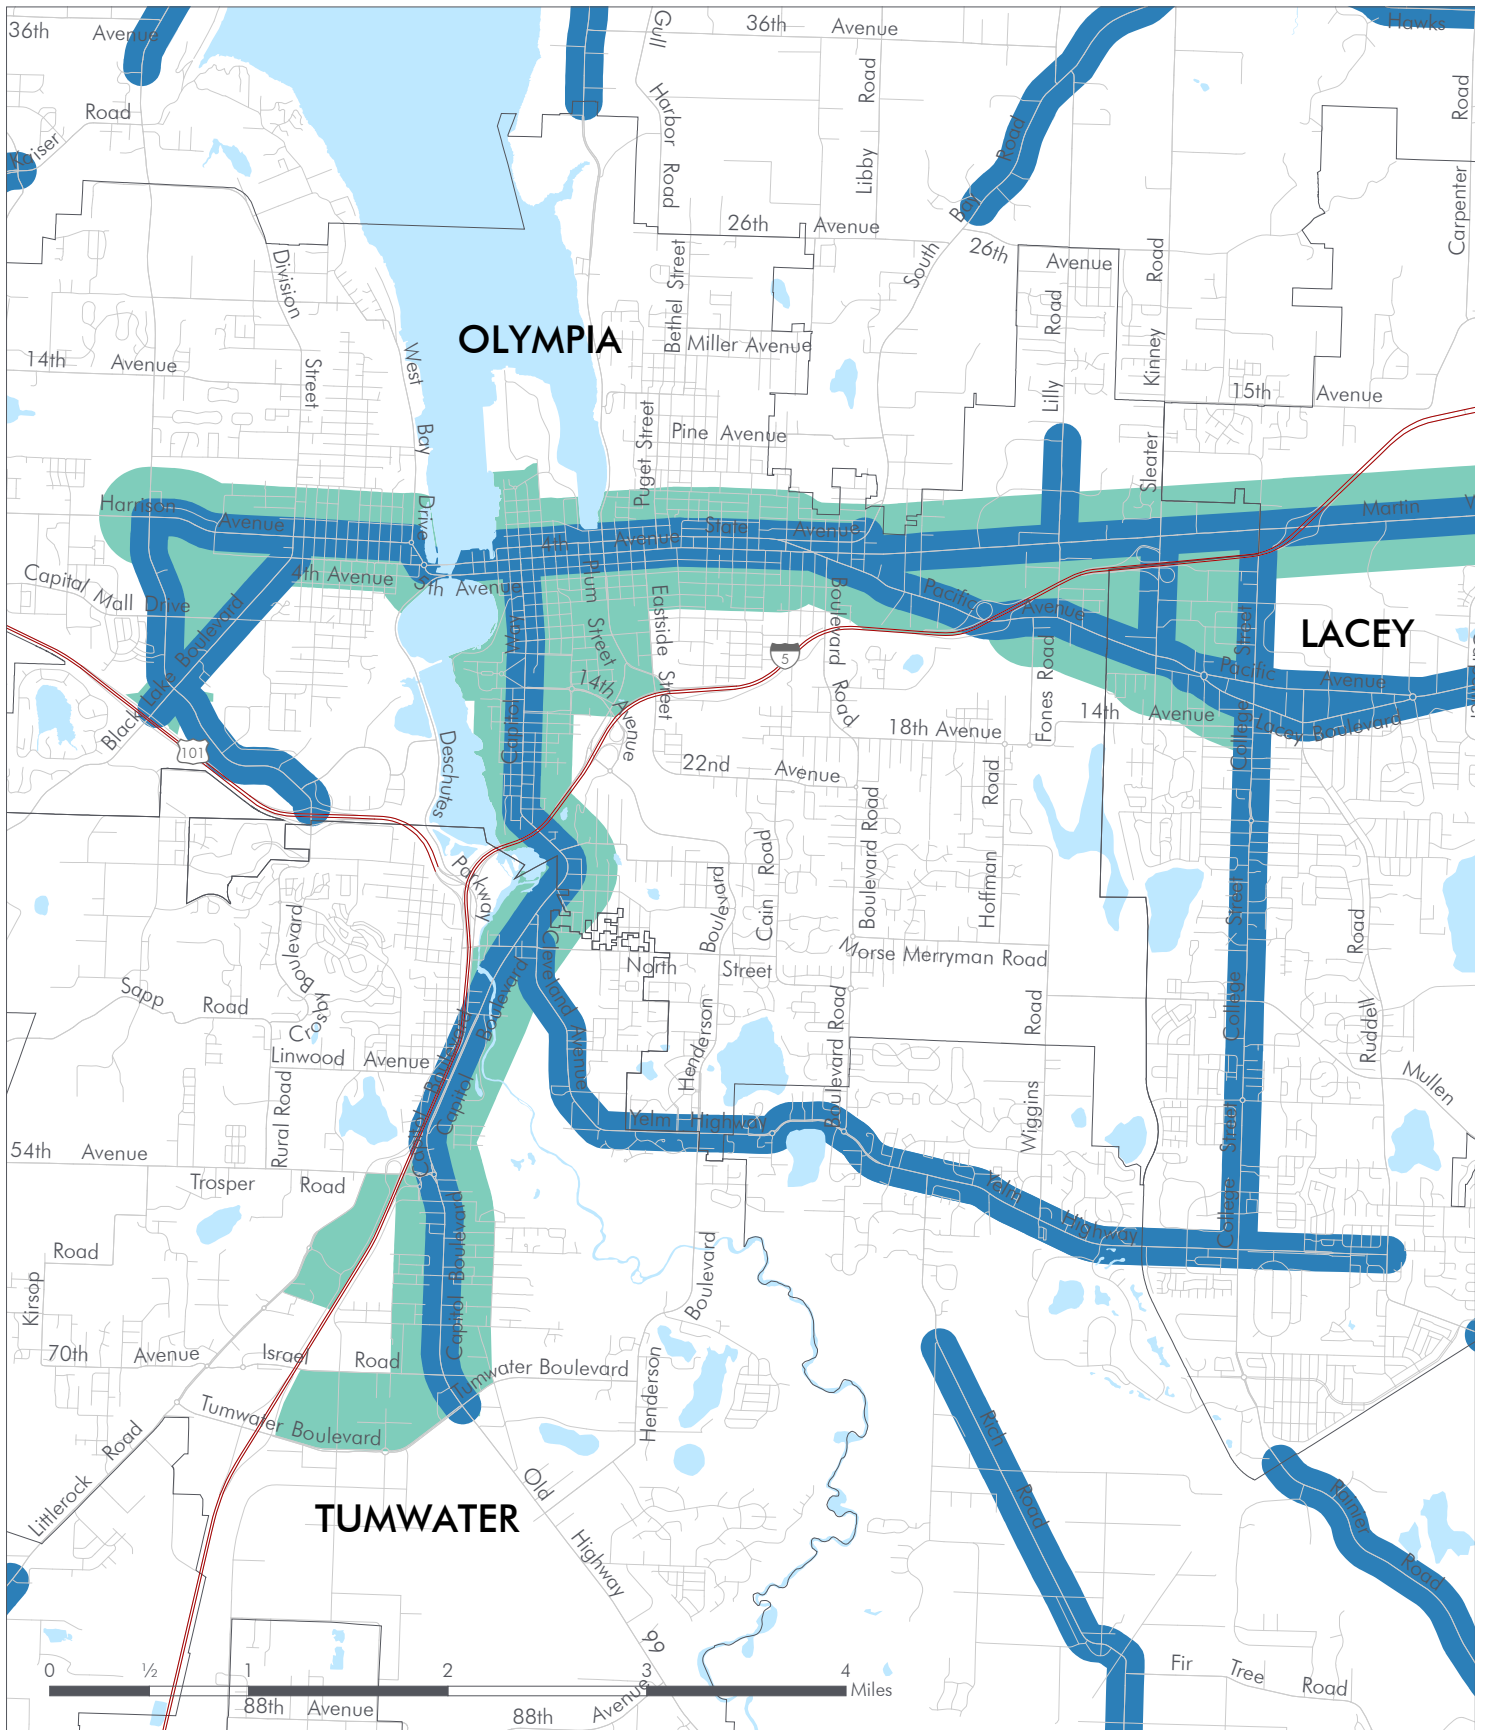 36th Avenue
Gull
36th Avenue
Hawks
Road
Kaiser
Harbor Road
Libby Road
Road
South Bay
Carpenter Road
26th Avenue
26th Avenue
Division Street
Bethel Street
Lilly Road
Kinney Road
Sleater
OLYMPIA
Miller Avenue
14th Avenue
West Bay Drive
15th Avenue
Puget Street
Pine Avenue
Harrison Avenue
State Avenue
4th Avenue
Martin
4th Avenue
5th Avenue
Capital Mall Drive
Black Lake Boulevard
Plum Street
Eastside Street
Boulevard Road
Pacific Avenue
Fones Road
LACEY
5
College Street
Pacific Avenue
Capitol
14th Avenue
14th Avenue
18th Avenue
Lacey Boulevard
101
Deschutes Parkway
22nd Avenue
Boulevard Road
Hoffman Road
Cain Road
Boulevard
Henderson
College Street
College Street
College Street
Road
Ruddell
Mullen
Cleveland Avenue
North Street
Morse Merryman Road
Boulevard
Crosby
Boulevard
Sapp Road
Linwood Avenue
Rural Road
Capitol Boulevard
Capitol Boulevard
Boulevard Road
Road
Wiggins
Yelm Highway
54th Avenue
Trosper Road
Yelm Highway
Capitol Boulevard
Capitol Boulevard
Road
Kirsop
Boulevard
Henderson
70th Avenue
Israel Road
Tumwater Boulevard
Tumwater Boulevard
Littlerock Road
Old Highway 99
Rich Road
Rainier Road
TUMWATER
Fir Tree Road
0 ½ 1 2 3 4
Miles
88th Avenue
88th Avenue